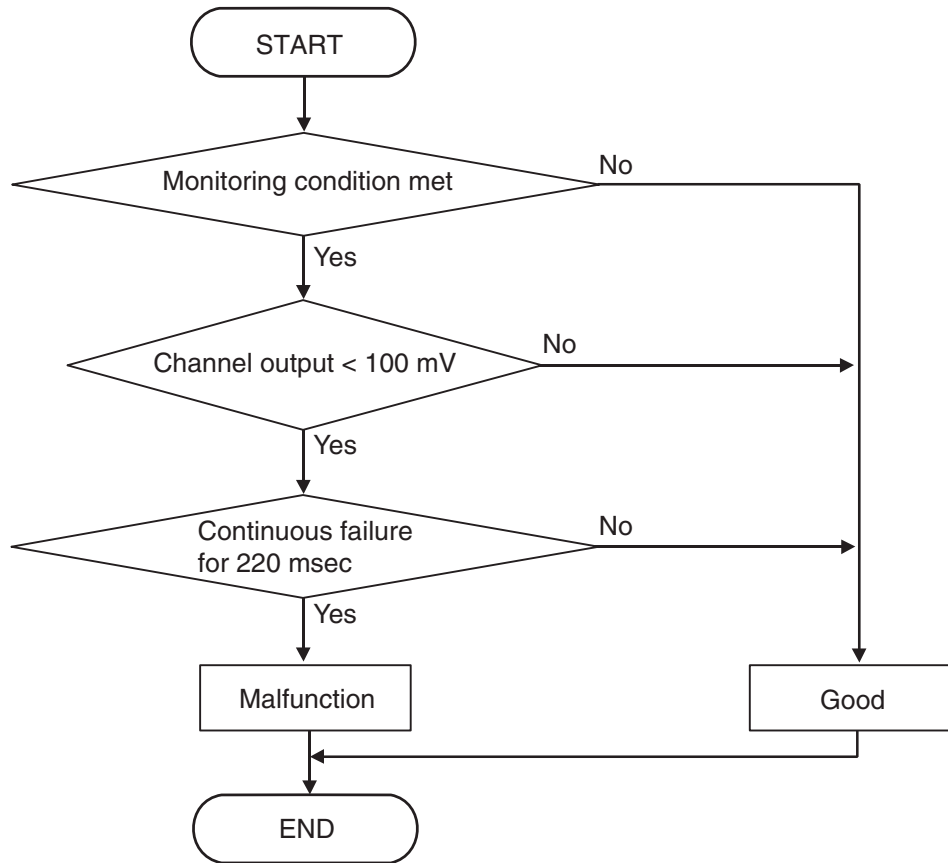 START
Monitoring condition met
No
Yes
Channel output < 100 mV
No
Yes
Continuous failure
for 220 msec
No
Yes
Malfunction
Good
END